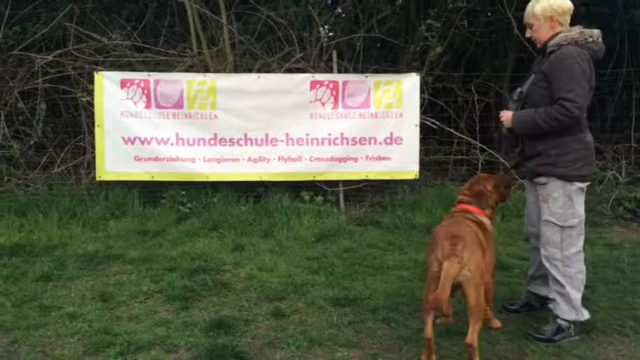 HUNDESCHULE HEINRICHSEN HUNDESCHULE HEINRICHSEN
www.hundeschule-heinrichsen.de
Grunderziehung · Longieren · Agility · Flyball · Crossdogging · Frisbee